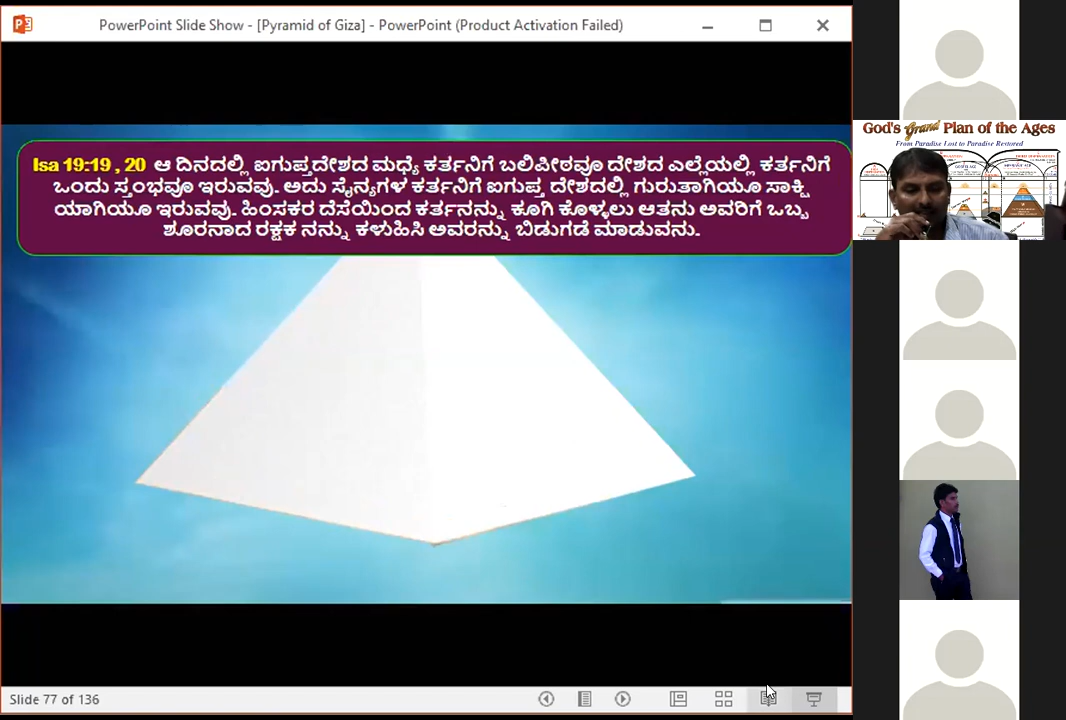 PowerPoint Slide Show - [Pyramid of Giza] - PowerPoint (Product Activation Failed)
Isa 19:19 , 20 ಆ ದಿನದಲ್ಲಿ ಐಗುಪ್ತದೇಶದ ಮಧ್ಯೆ ಕರ್ತನಿಗೆ ಬಲಿಪೀಠವೂ ದೇಶದ ಎಲ್ಲೆಯಲ್ಲಿ ಕರ್ತನಿಗೆ
ಒಂದು ಸ್ತಂಭವೂ ಇರುವವು. ಅದು ಸೈನ್ಯಗಳ ಕರ್ತನಿಗೆ ಐಗುಪ್ತ ದೇಶದಲ್ಲಿ ಗುರುತಾಗಿಯೂ ಸಾಕ್ಷಿ
ಯಾಗಿಯೂ ಇರುವವು. ಹಿಂಸಕರ ದೆಸೆಯಿಂದ ಕರ್ತನನ್ನು ಕೂಗಿ ಕೊಳ್ಳಲು ಆತನು ಅವರಿಗೆ ಒಬ್ಬ
ಶೂರನಾದ ರಕ್ಷಕ ನನ್ನು ಕಳುಹಿಸಿ ಅವರನ್ನು ಬಿಡುಗಡೆ ಮಾಡುವನು.
God's Grand Plan of the Ages
From Paradise Lost to Paradise Restored
Slide 77 of 136